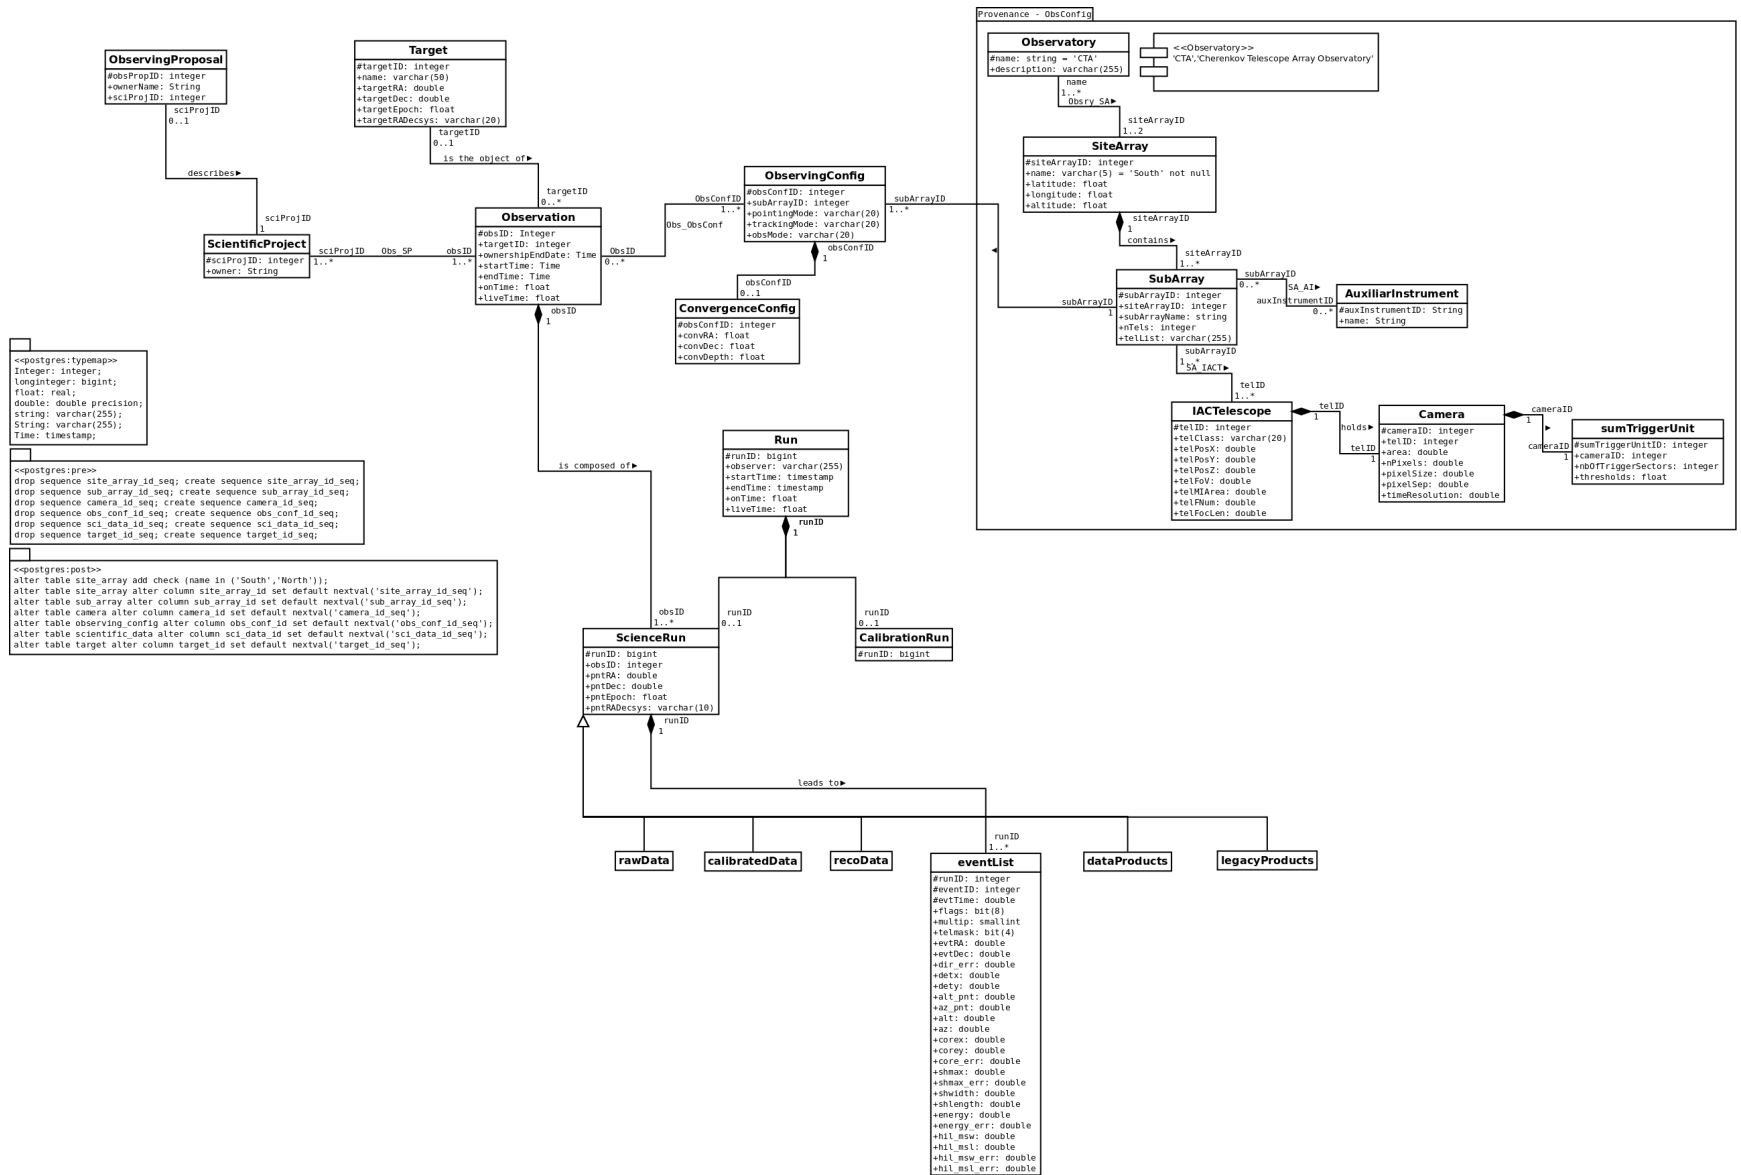 Provenance - ObsConfig
Observatory
#name: string = 'CTA'
+description: varchar(255)
<<Observatory>>
'CTA','Cherenkov Telescope Array Observatory'
name
1..*
Obsry_SA
siteArrayID
1..2
SiteArray
#siteArrayID: integer
+name: varchar(5) = 'South' not null
+latitude: float
+longitude: float
+altitude: float
siteArrayID
1
contains
siteArrayID
1..*
SubArray
#subArrayID: integer
+siteArrayID: integer
+subArrayName: string
+nTels: integer
+telList: varchar(255)
subArrayID
0..*
SA_AI
auxInstrumentID
0..*
AuxiliarInstrument
#auxInstrumentID: String
+name: String
subArrayID
1..*
SA_IACT
telID
1..*
IACTelescope
#telID: integer
+telClass: varchar(20)
+telPosX: double
+telPosY: double
+telPosZ: double
+telFoV: double
+telMIArea: double
+telFNum: double
+telFocLen: double
telID
1
holds
telID
1
Camera
#cameraID: integer
+telID: integer
+area: double
+nPixels: double
+pixelSize: double
+pixelSep: double
+timeResolution: double
cameraID
1
cameraID
1
sumTriggerUnit
#sumTriggerUnitID: integer
+cameraID: integer
+nbOfTriggerSectors: integer
+thresholds: float
ObservingProposal
#obsPropID: integer
+ownerName: String
+sciProjID: integer
sciProjID
0..1
describes
sciProjID
1
ScientificProject
#sciProjID: integer
+owner: String
sciProjID
1..*
Obs_SP
obsID
1..*
Target
#targetID: integer
+name: varchar(50)
+targetRA: double
+targetDec: double
+targetEpoch: float
+targetRADecsys: varchar(20)
targetID
0..1
is the object of
targetID
0..*
Observation
#obsID: Integer
+targetID: integer
+ownershipEndDate: Time
+startTime: Time
+endTime: Time
+onTime: float
+liveTime: float
obsID
1
ObsID
0..*
Obs_ObsConf
ObsConfID
1..*
ObservingConfig
#obsConfID: integer
+subArrayID: integer
+pointingMode: varchar(20)
+trackingMode: varchar(20)
+obsMode: varchar(20)
subArrayID
1..*
subArrayID
1
obsConfID
1
obsConfID
0..1
ConvergenceConfig
#obsConfID: integer
+convRA: float
+convDec: float
+convDepth: float
<<postgres:typemap>>
Integer: integer;
longinteger: bigint;
float: real;
double: double precision;
string: varchar(255);
String: varchar(255);
Time: timestamp;
<<postgres:pre>>
drop sequence site_array_id_seq; create sequence site_array_id_seq;
drop sequence sub_array_id_seq; create sequence sub_array_id_seq;
drop sequence camera_id_seq; create sequence camera_id_seq;
drop sequence obs_conf_id_seq; create sequence obs_conf_id_seq;
drop sequence sci_data_id_seq; create sequence sci_data_id_seq;
drop sequence target_id_seq; create sequence target_id_seq;
<<postgres:post>>
alter table site_array add check (name in ('South','North'));
alter table site_array alter column site_array_id set default nextval('site_array_id_seq');
alter table sub_array alter column sub_array_id set default nextval('sub_array_id_seq');
alter table camera alter column camera_id set default nextval('camera_id_seq');
alter table observing_config alter column obs_conf_id set default nextval('obs_conf_id_seq');
alter table scientific_data alter column sci_data_id set default nextval('sci_data_id_seq');
alter table target alter column target_id set default nextval('target_id_seq');
is composed of
obsID
1..*
Run
#runID: bigint
+observer: varchar(255)
+startTime: timestamp
+endTime: timestamp
+onTime: float
+liveTime: float
runID
1
runID
0..1
runID
0..1
ScienceRun
#runID: bigint
+obsID: integer
+pntRA: double
+pntDec: double
+pntEpoch: float
+pntRADecsys: varchar(10)
CalibrationRun
#runID: bigint
runID
1
leads to
runID
1..*
rawData
calibratedData
recoData
eventList
#runID: integer
#eventID: integer
#evtTime: double
+flags: bit(8)
+multip: smallint
+telmask: bit(4)
+evtRA: double
+evtDec: double
+dir_err: double
+detx: double
+dety: double
+alt_pnt: double
+az_pnt: double
+alt: double
+az: double
+corex: double
+corey: double
+core_err: double
+shmax: double
+shmax_err: double
+shwidth: double
+shlength: double
+energy: double
+energy_err: double
+hil_msw: double
+hil_msl: double
+hil_msw_err: double
+hil_msl_err: double
dataProducts
legacyProducts